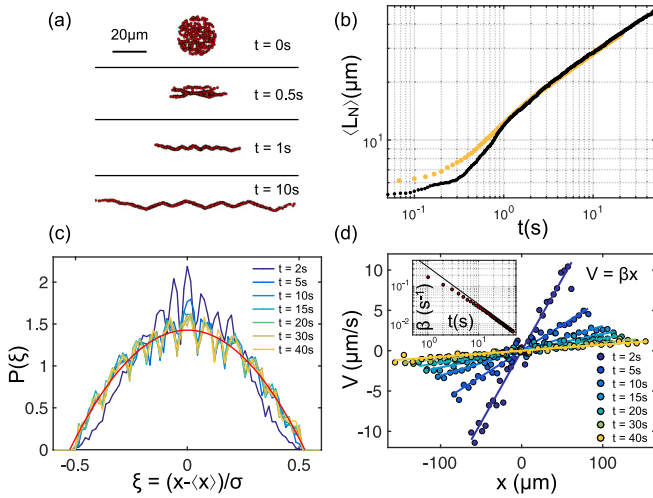 (a)
20μm
t = 0s
t = 0.5s
t = 1s
t = 10s
(b)
⟨L_N⟩(μm)
10¹
10⁻¹
10⁰
10¹
t(s)
(c)
P(ξ)
2
1.5
1
0.5
0
-0.5
0
0.5
ξ = (x-⟨x⟩)/σ
t = 2s
t = 5s
t = 10s
t = 15s
t = 20s
t = 30s
t = 40s
(d)
V (μm/s)
10
5
0
-5
-10
-100
0
100
x (μm)
β (s⁻¹)
10⁻¹
10⁻²
t(s)
10⁰
10¹
V = βx
t = 2s
t = 5s
t = 10s
t = 15s
t = 20s
t = 30s
t = 40s